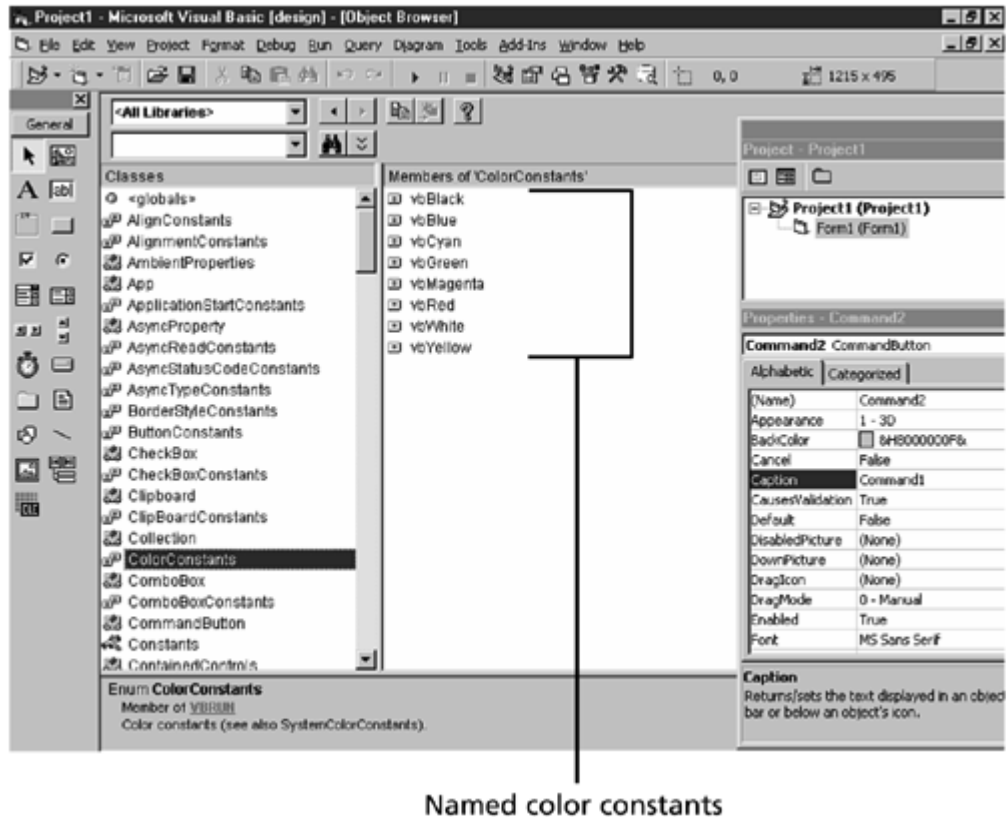 Project1 - Microsoft Visual Basic [design] - [Object Browser]
File Edit View Project Format Debug Run Query Diagram Tools Add-Ins Window Help
0, 0 1215 x 495
General
<All Libraries>
Classes
<globals>
AlignConstants
AlignmentConstants
AmbientProperties
App
ApplicationStartConstants
AsyncProperty
AsyncReadConstants
AsyncStatusCodeConstants
AsyncTypeConstants
BorderStyleConstants
ButtonConstants
CheckBox
CheckBoxConstants
Clipboard
ClipBoardConstants
Collection
ColorConstants
ComboBox
ComboBoxConstants
CommandButton
Constants
ContainedControls
Members of 'ColorConstants'
vbBlack
vbBlue
vbCyan
vbGreen
vbMagenta
vbRed
vbWhite
vbYellow
Enum ColorConstants
Member of VBRUN
Color constants (see also SystemColorConstants).
Project - Project1
Project1 (Project1)
Form1 (Form1)
Properties - Command2
Command2 CommandButton
Alphabetic Categorized
(Name) Command2
Appearance 1 - 3D
BackColor &H8000000F&
Cancel False
Caption Command1
CausesValidation True
Default False
DisabledPicture (None)
DownPicture (None)
DragIcon (None)
DragMode 0 - Manual
Enabled True
Font MS Sans Serif
Caption
Returns/sets the text displayed in an object
bar or below an object's icon.
Named color constants